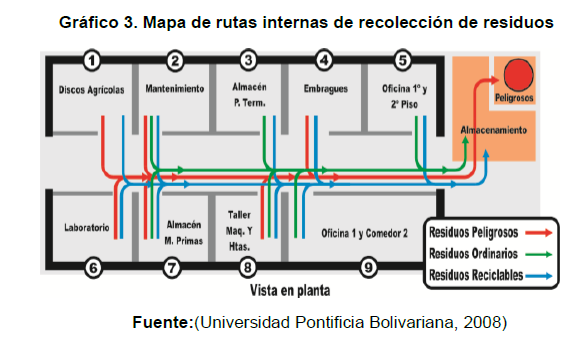 Gráfico 3. Mapa de rutas internas de recolección de residuos
1
2
3
4
5
Discos Agrícolas
Mantenimiento
Almacén
P. Term.
Embragues
Oficina 1º y
2º Piso
Peligrosos
Almacenamiento
Laboratorio
Almacén
M. Primas
Taller
Maq. Y
Htas.
Oficina 1 y Comedor 2
6
7
8
9
Residuos Peligrosos
Residuos Ordinarios
Residuos Reciclables
Vista en planta
Fuente:(Universidad Pontificia Bolivariana, 2008)